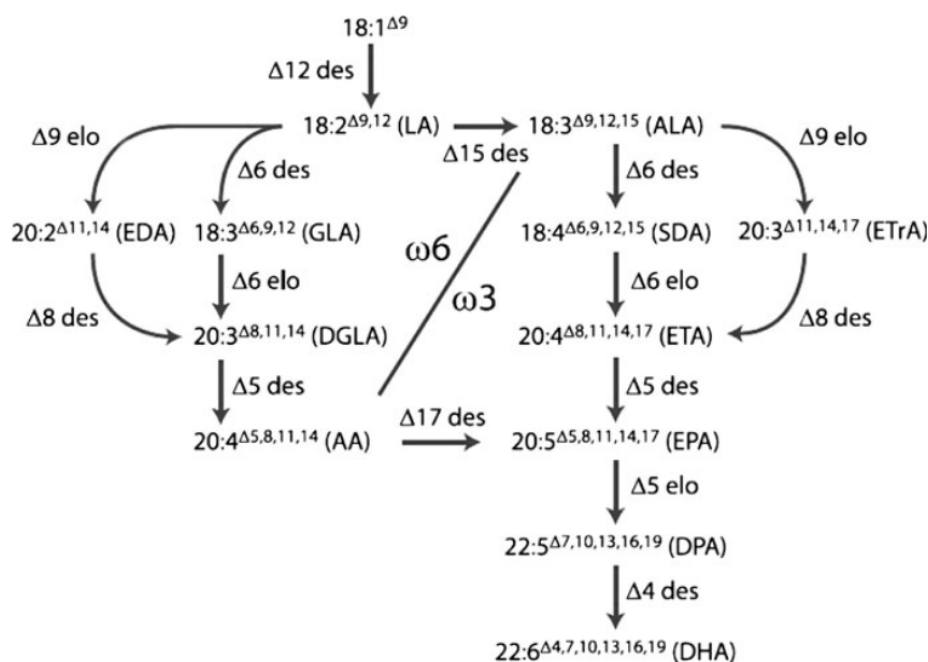 18:1Δ9
Δ12 des
18:2Δ9,12 (LA)
18:3Δ9,12,15 (ALA)
Δ9 elo
Δ6 des
Δ15 des
Δ6 des
Δ9 elo
20:2Δ11,14 (EDA)
18:3Δ6,9,12 (GLA)
18:4Δ6,9,12,15 (SDA)
20:3Δ11,14,17 (ETrA)
ω6
ω3
Δ8 des
Δ6 elo
Δ6 elo
Δ8 des
20:3Δ8,11,14 (DGLA)
20:4Δ8,11,14,17 (ETA)
Δ5 des
Δ5 des
20:4Δ5,8,11,14 (AA)
Δ17 des
20:5Δ5,8,11,14,17 (EPA)
Δ5 elo
22:5Δ7,10,13,16,19 (DPA)
Δ4 des
22:6Δ4,7,10,13,16,19 (DHA)